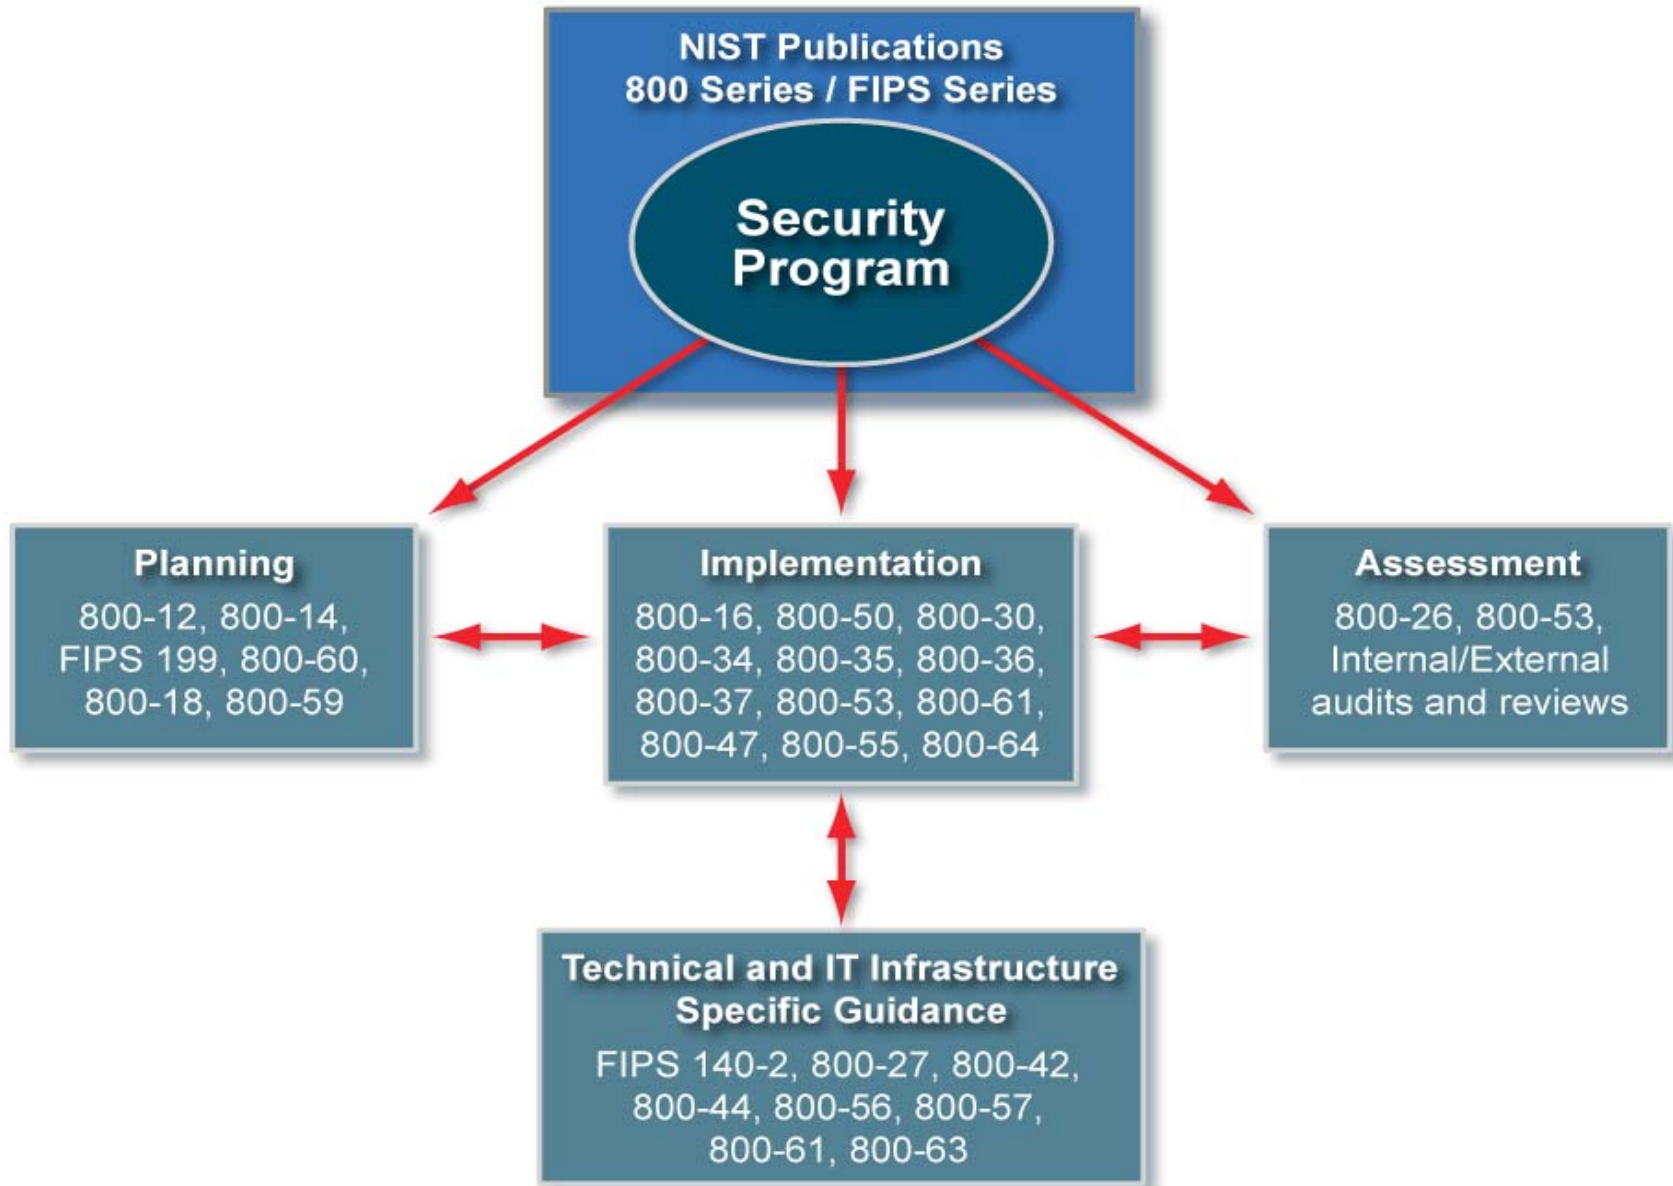 NIST Publications
800 Series / FIPS Series
Security
Program
Planning
800-12, 800-14,
FIPS 199, 800-60,
800-18, 800-59
Implementation
800-16, 800-50, 800-30,
800-34, 800-35, 800-36,
800-37, 800-53, 800-61,
800-47, 800-55, 800-64
Assessment
800-26, 800-53,
Internal/External
audits and reviews
Technical and IT Infrastructure
Specific Guidance
FIPS 140-2, 800-27, 800-42,
800-44, 800-56, 800-57,
800-61, 800-63